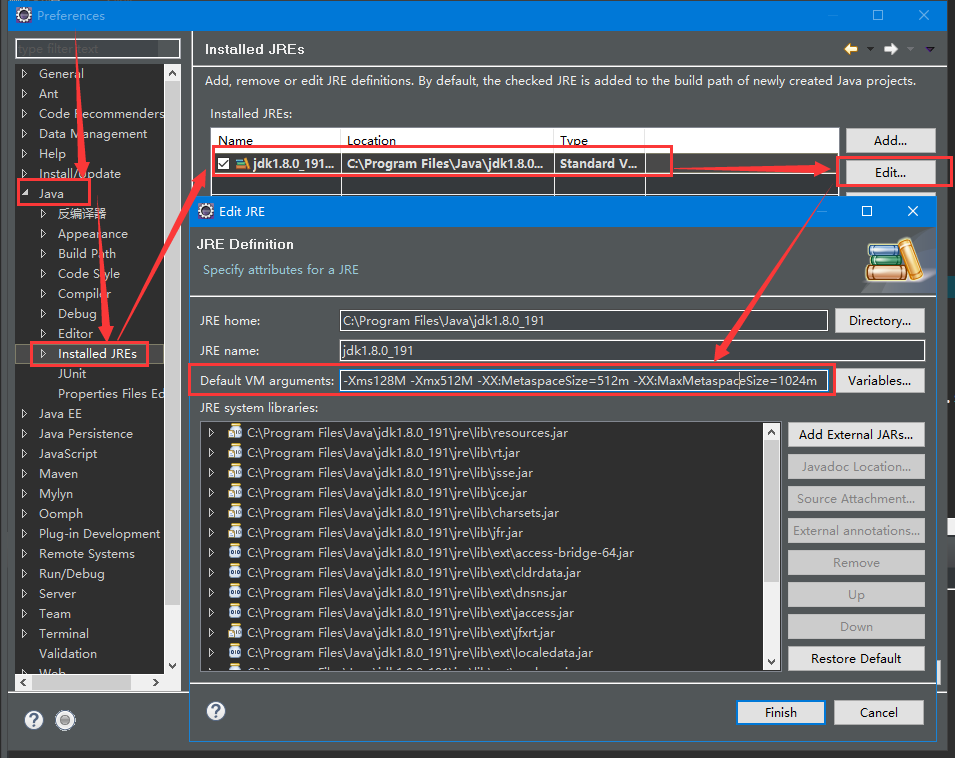 Preferences
type filter text
General
Ant
Code Recommenders
Data Management
Help
Install/Update
Java
反编译器
Appearance
Build Path
Code Style
Compiler
Debug
Editor
Installed JREs
JUnit
Properties Files Ed
Java EE
Java Persistence
JavaScript
Maven
Mylyn
Oomph
Plug-in Development
Remote Systems
Run/Debug
Server
Team
Terminal
Validation
Web
Installed JREs
Add, remove or edit JRE definitions. By default, the checked JRE is added to the build path of newly created Java projects.
Installed JREs:
Name Location Type
jdk1.8.0_191... C:\Program Files\Java\jdk1.8.0... Standard V...
Add...
Edit...
Edit JRE
JRE Definition
Specify attributes for a JRE
JRE home: C:\Program Files\Java\jdk1.8.0_191 Directory...
JRE name: jdk1.8.0_191
Default VM arguments: -Xms128M -Xmx512M -XX:MetaspaceSize=512m -XX:MaxMetaspaceSize=1024m Variables...
JRE system libraries:
C:\Program Files\Java\jdk1.8.0_191\jre\lib\resources.jar
C:\Program Files\Java\jdk1.8.0_191\jre\lib\rt.jar
C:\Program Files\Java\jdk1.8.0_191\jre\lib\jsse.jar
C:\Program Files\Java\jdk1.8.0_191\jre\lib\jce.jar
C:\Program Files\Java\jdk1.8.0_191\jre\lib\charsets.jar
C:\Program Files\Java\jdk1.8.0_191\jre\lib\jfr.jar
C:\Program Files\Java\jdk1.8.0_191\jre\lib\ext\access-bridge-64.jar
C:\Program Files\Java\jdk1.8.0_191\jre\lib\ext\cldrdata.jar
C:\Program Files\Java\jdk1.8.0_191\jre\lib\ext\dnsns.jar
C:\Program Files\Java\jdk1.8.0_191\jre\lib\ext\jaccess.jar
C:\Program Files\Java\jdk1.8.0_191\jre\lib\ext\jfxrt.jar
C:\Program Files\Java\jdk1.8.0_191\jre\lib\ext\localedata.jar
Add External JARs...
Javadoc Location...
Source Attachment...
External annotations...
Remove
Up
Down
Restore Default
Finish
Cancel